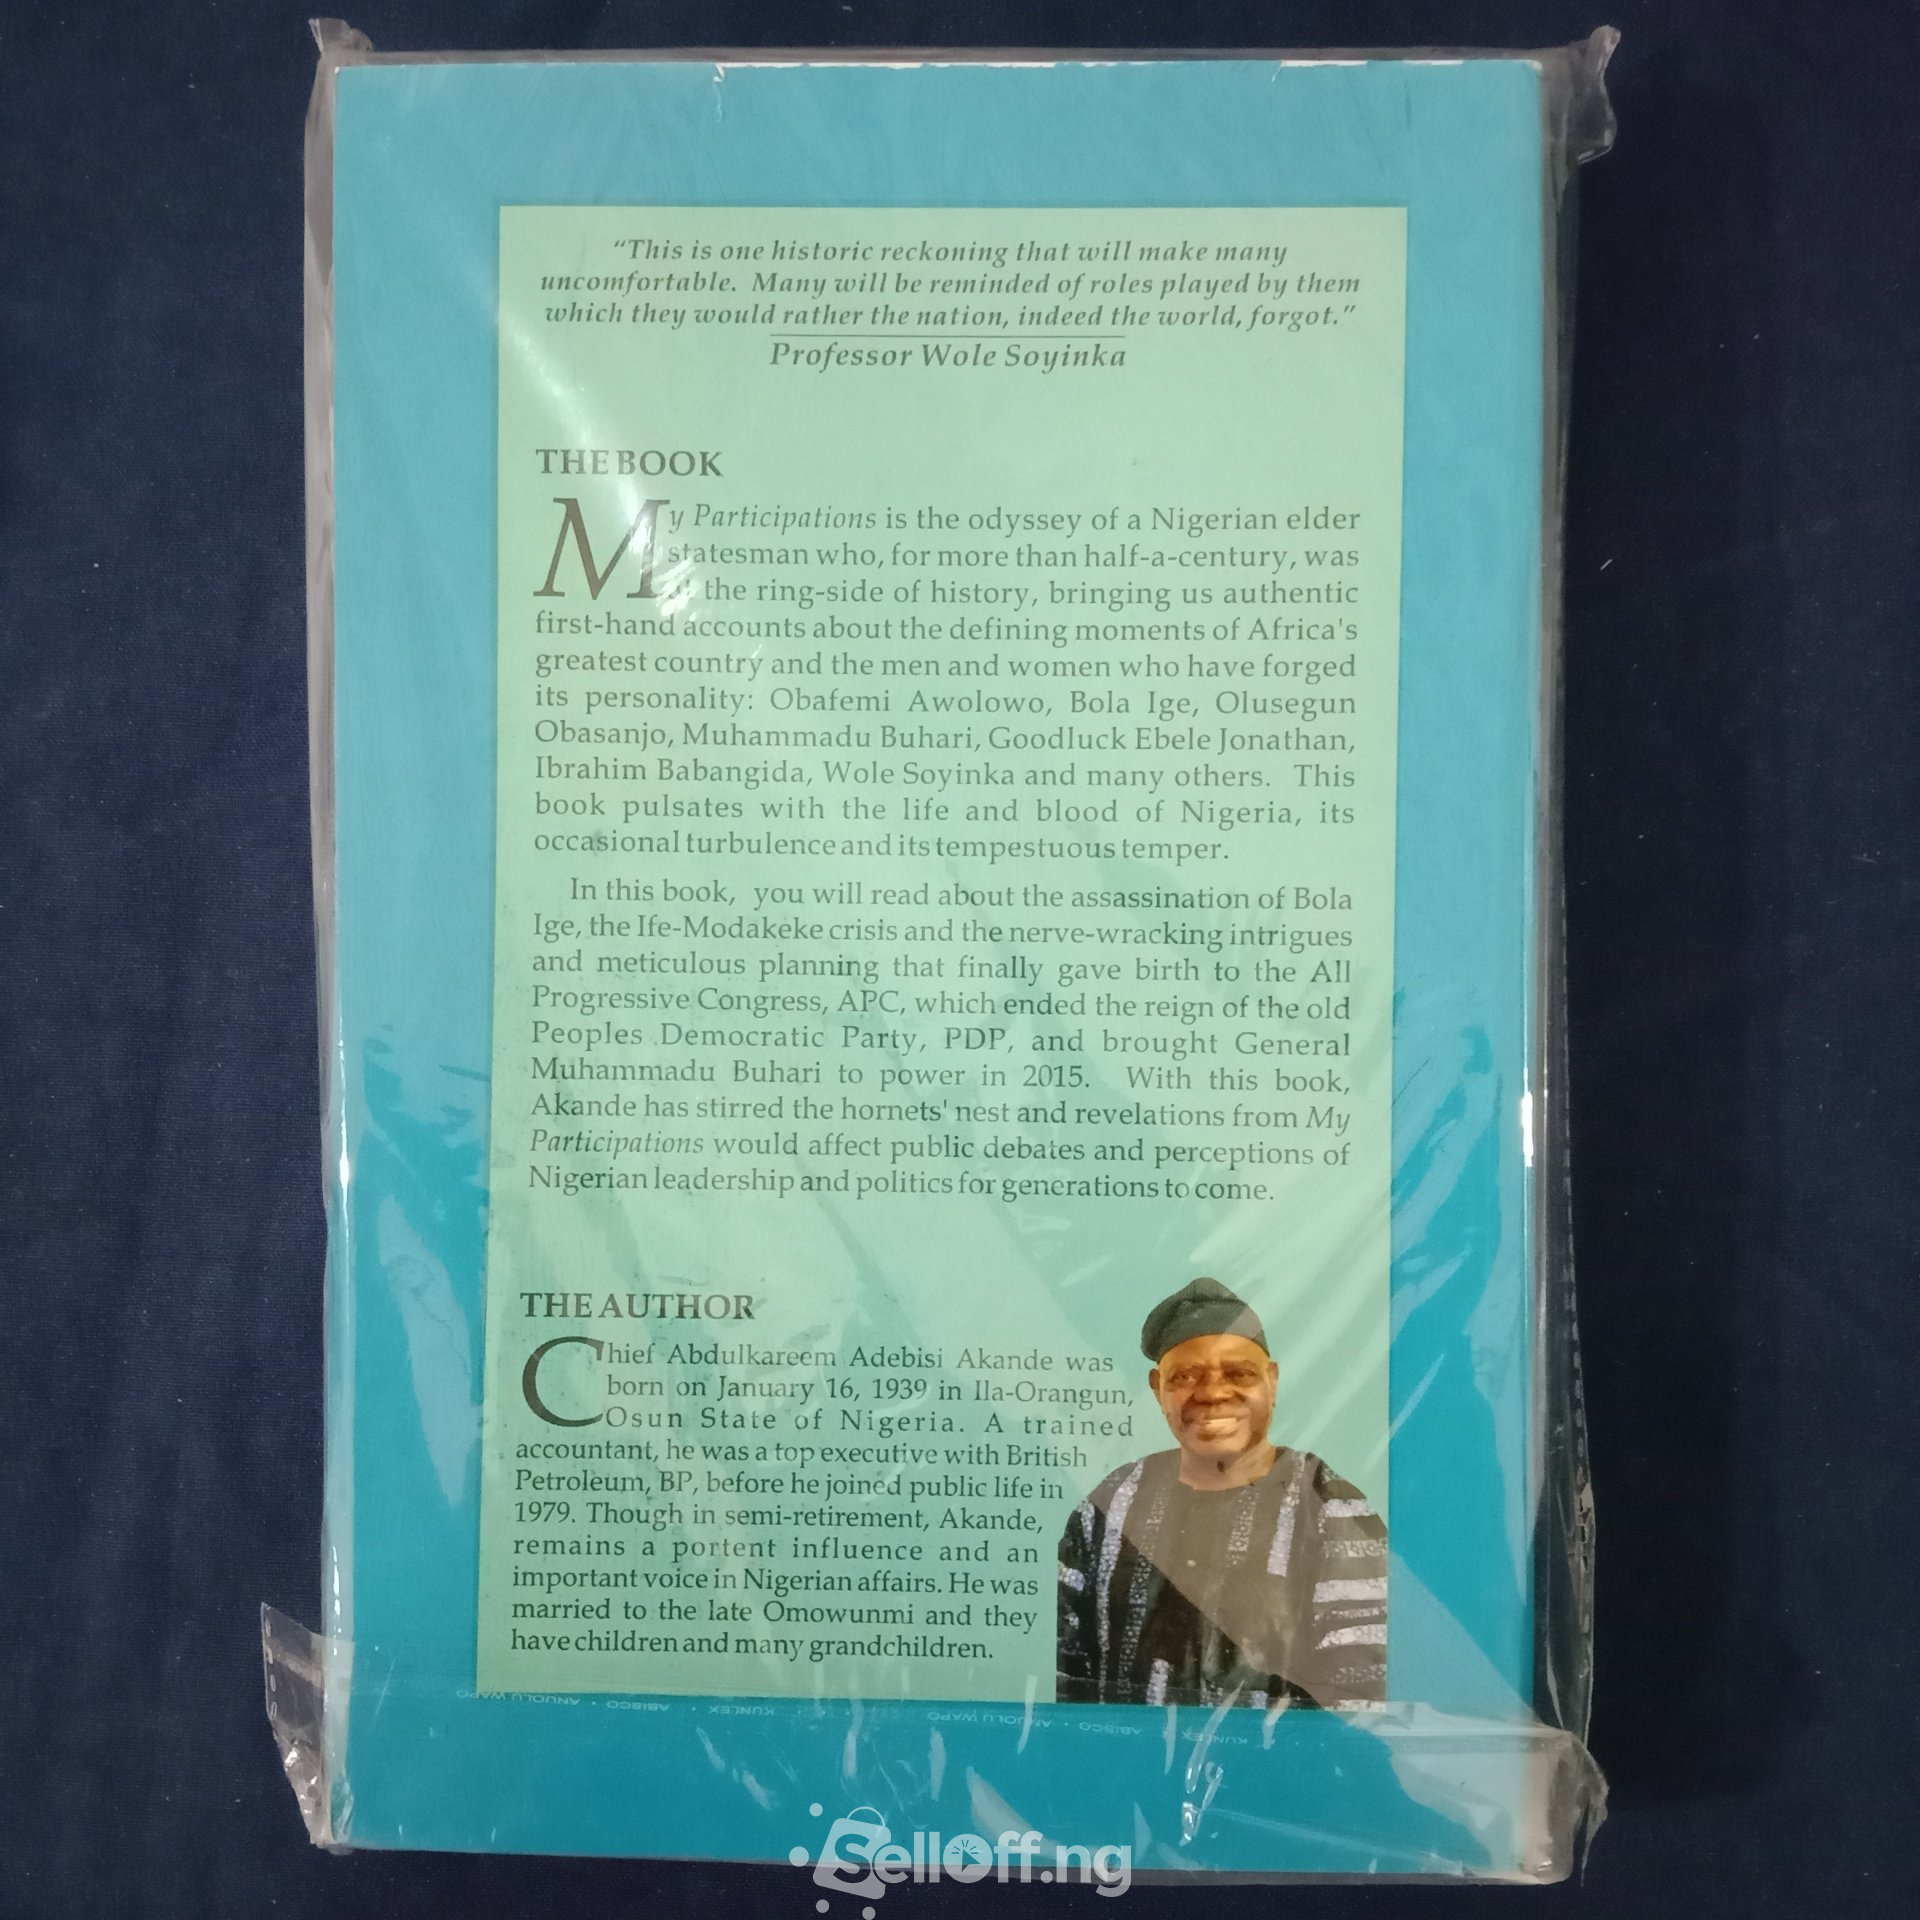 “This is one historic reckoning that will make many
uncomfortable. Many will be reminded of roles played by them
which they would rather the nation, indeed the world, forgot.”
Professor Wole Soyinka
THE BOOK
My Participations is the odyssey of a Nigerian elder
statesman who, for more than half-a-century, was
at the ring-side of history, bringing us authentic
first-hand accounts about the defining moments of Africa's
greatest country and the men and women who have forged
its personality: Obafemi Awolowo, Bola Ige, Olusegun
Obasanjo, Muhammadu Buhari, Goodluck Ebele Jonathan,
Ibrahim Babangida, Wole Soyinka and many others. This
book pulsates with the life and blood of Nigeria, its
occasional turbulence and its tempestuous temper.
In this book, you will read about the assassination of Bola
Ige, the Ife-Modakeke crisis and the nerve-wracking intrigues
and meticulous planning that finally gave birth to the All
Progressive Congress, APC, which ended the reign of the old
Peoples Democratic Party, PDP, and brought General
Muhammadu Buhari to power in 2015. With this book,
Akande has stirred the hornets' nest and revelations from My
Participations would affect public debates and perceptions of
Nigerian leadership and politics for generations to come.
THE AUTHOR
Chief Abdulkareem Adebisi Akande was
born on January 16, 1939 in Ila-Orangun,
Osun State of Nigeria. A trained
accountant, he was a top executive with British
Petroleum, BP, before he joined public life in
1979. Though in semi-retirement, Akande,
remains a portent influence and an
important voice in Nigerian affairs. He was
married to the late Omowunmi and they
have children and many grandchildren.
KUNLEX • ABISCO • ANUOLU WAPO • KUNLEX • ABISCO • ANUOLU WAPO
SellOff.ng